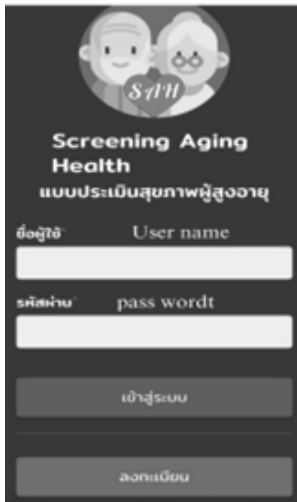 SAH
Screening Aging
Health
แบบประเมินสุขภาพผู้สูงอายุ
ชื่อผู้ใช้* User name
รหัสผ่าน* pass wordt
เข้าสู่ระบบ
ลงทะเบียน